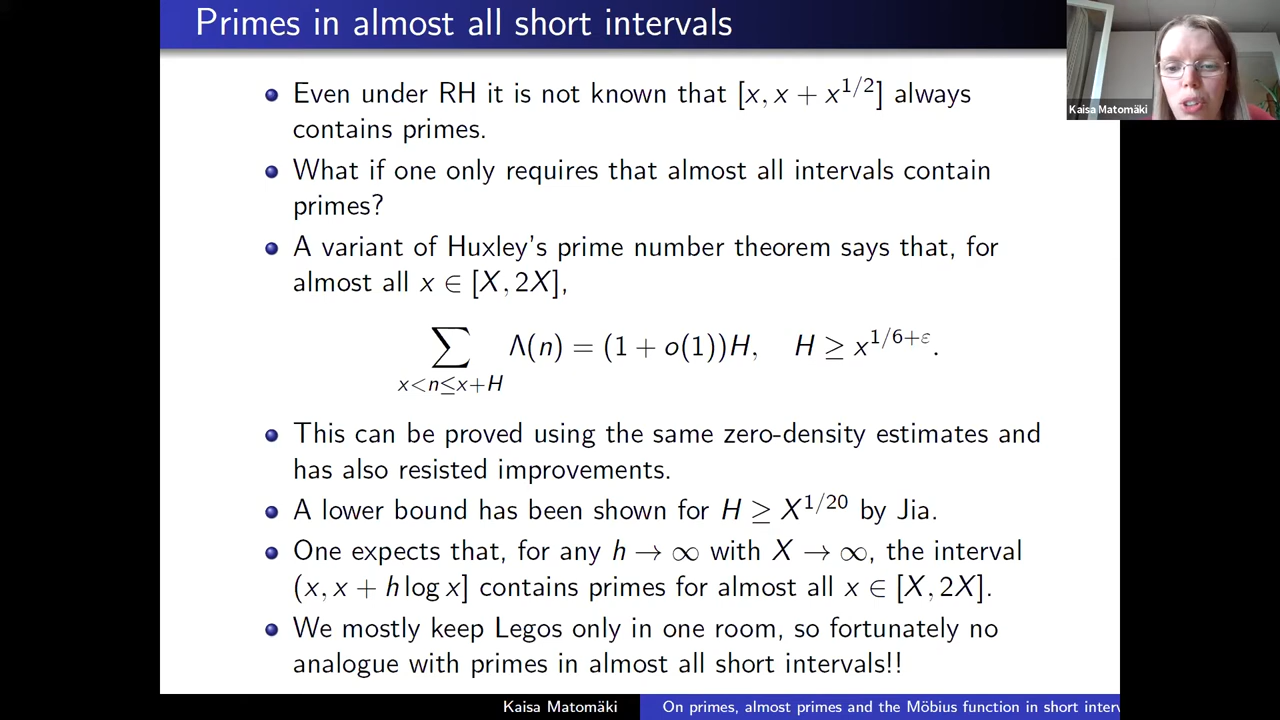 Primes in almost all short intervals
Kaisa Matomäki
• Even under RH it is not known that [x, x + x^{1/2}] always
contains primes.
• What if one only requires that almost all intervals contain
primes?
• A variant of Huxley's prime number theorem says that, for
almost all x ∈ [X, 2X],
∑_{x<n≤x+H} Λ(n) = (1 + o(1))H, H ≥ x^{1/6+ε}.
• This can be proved using the same zero-density estimates and
has also resisted improvements.
• A lower bound has been shown for H ≥ X^{1/20} by Jia.
• One expects that, for any h → ∞ with X → ∞, the interval
(x, x + h log x] contains primes for almost all x ∈ [X, 2X].
• We mostly keep Legos only in one room, so fortunately no
analogue with primes in almost all short intervals!!
Kaisa Matomäki On primes, almost primes and the Möbius function in short interv